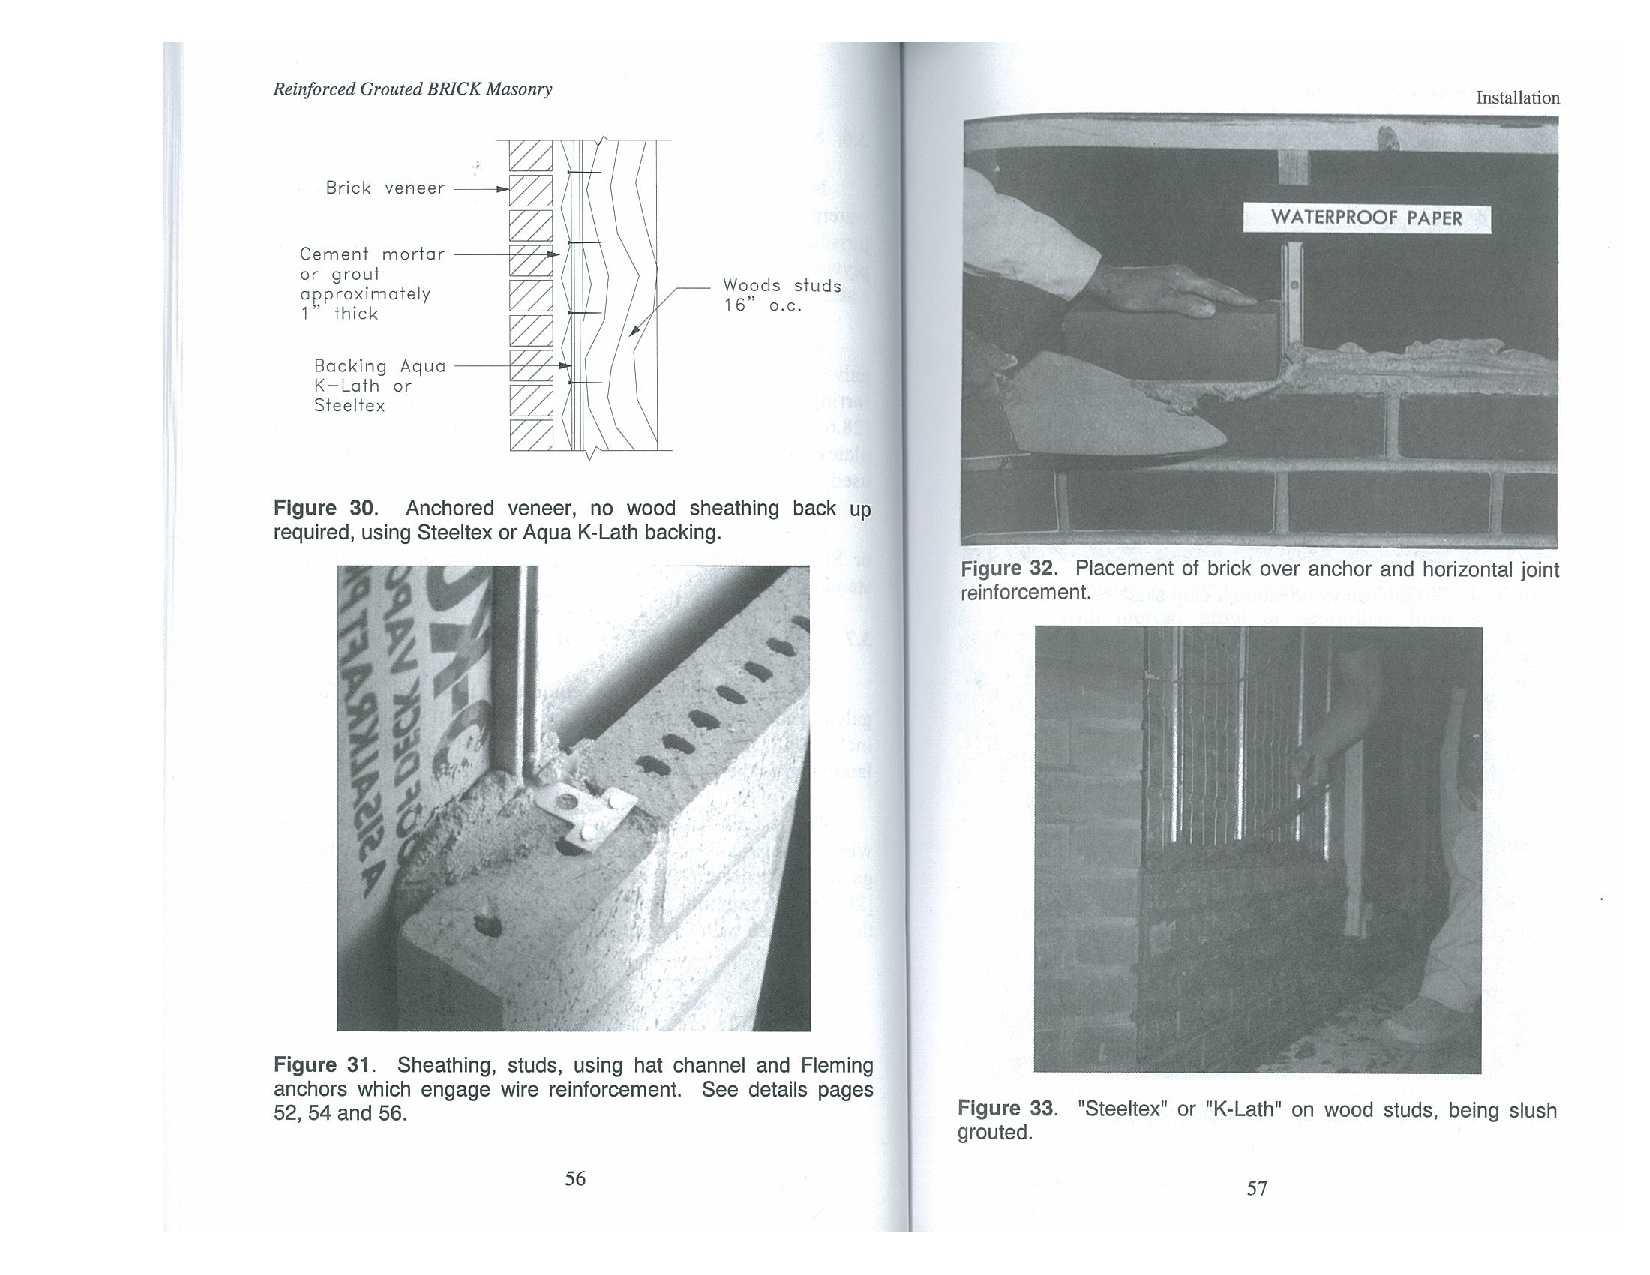 Reinforced Grouted BRICK Masonry
Brick veneer
Cement mortar
or grout
approximately
1" thick
Woods studs
16" o.c.
Backing Aqua
K-Lath or
Steeltex
Figure 30. Anchored veneer, no wood sheathing back up
required, using Steeltex or Aqua K-Lath backing.
Figure 31. Sheathing, studs, using hat channel and Fleming
anchors which engage wire reinforcement. See details pages
52, 54 and 56.
56
Installation
WATERPROOF PAPER
Figure 32. Placement of brick over anchor and horizontal joint
reinforcement.
Figure 33. "Steeltex" or "K-Lath" on wood studs, being slush
grouted.
57